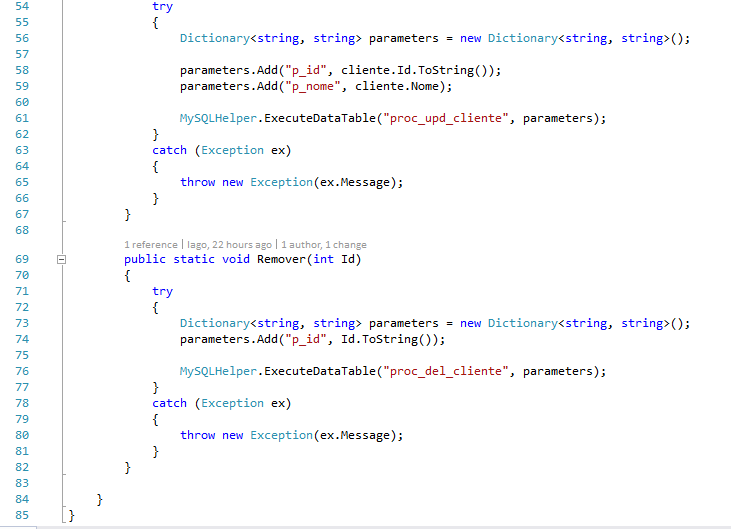 54 try
55 {
56 Dictionary<string, string> parameters = new Dictionary<string, string>();
57
58 parameters.Add("p_id", cliente.Id.ToString());
59 parameters.Add("p_nome", cliente.Nome);
60
61 MySQLHelper.ExecuteDataTable("proc_upd_cliente", parameters);
62 }
63 catch (Exception ex)
64 {
65 throw new Exception(ex.Message);
66 }
67 }
68
1 reference | Iago, 22 hours ago | 1 author, 1 change
69 public static void Remover(int Id)
70 {
71 try
72 {
73 Dictionary<string, string> parameters = new Dictionary<string, string>();
74 parameters.Add("p_id", Id.ToString());
75
76 MySQLHelper.ExecuteDataTable("proc_del_cliente", parameters);
77 }
78 catch (Exception ex)
79 {
80 throw new Exception(ex.Message);
81 }
82 }
83
84 }
85 }